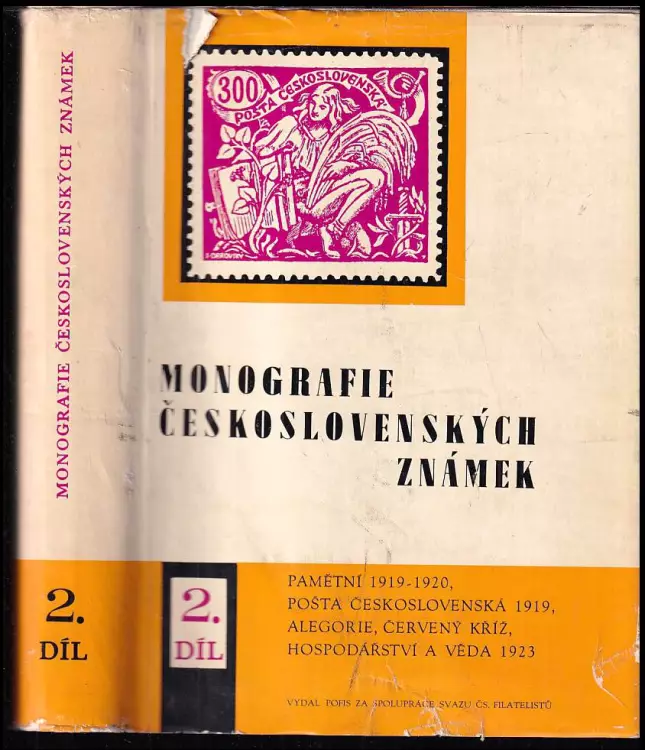 MONOGRAFIE ČESKOSLOVENSKÝCH ZNÁMEK
2.
DÍL
300
POŠTA ČESKOSLOVENSKÁ
MONOGRAFIE
ČESKOSLOVENSKÝCH
ZNÁMEK
2.
DÍL
PAMĚTNÍ 1919-1920,
POŠTA ČESKOSLOVENSKÁ 1919,
ALEGORIE, ČERVENÝ KŘÍŽ,
HOSPODÁŘSTVÍ A VĚDA 1923
VYDAL POFIS ZA SPOLUPRÁCE SVAZU ČS. FILATELISTŮ